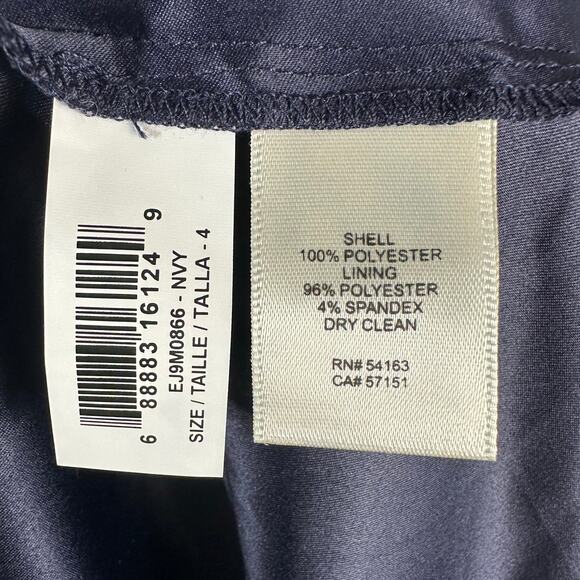 6 88883 16124 9
EJ9M0866 - NVY
SIZE / TAILLE / TALLA - 4
SHELL
100% POLYESTER
LINING
96% POLYESTER
4% SPANDEX
DRY CLEAN
RN# 54163
CA# 57151